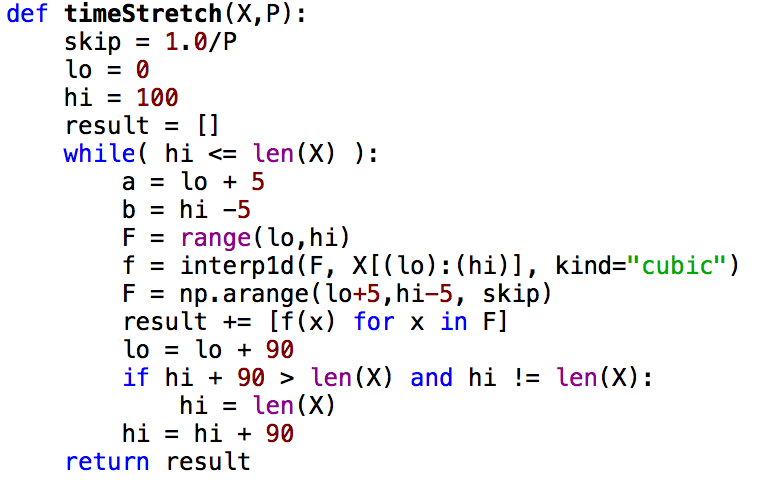 def timeStretch(X,P):
    skip = 1.0/P
    lo = 0
    hi = 100
    result = []
    while( hi <= len(X) ):
        a = lo + 5
        b = hi -5
        F = range(lo,hi)
        f = interp1d(F, X[(lo):(hi)], kind="cubic")
        F = np.arange(lo+5,hi-5, skip)
        result += [f(x) for x in F]
        lo = lo + 90
        if hi + 90 > len(X) and hi != len(X):
            hi = len(X)
        hi = hi + 90
    return result